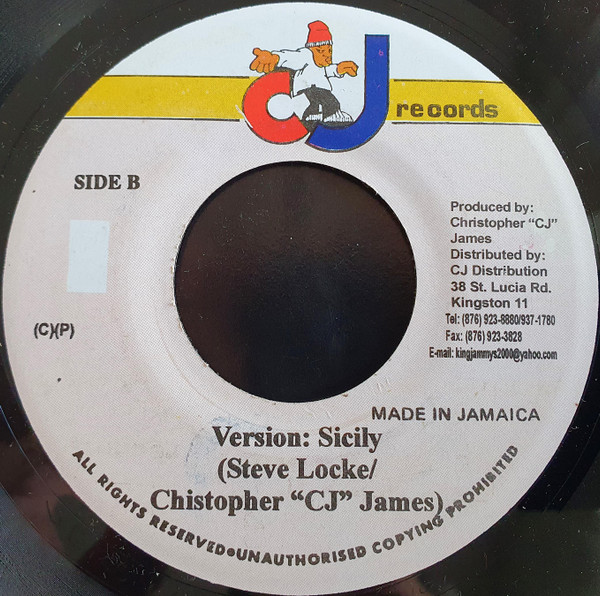 CJ records
SIDE B
Produced by:
Christopher “CJ”
James
Distributed by:
CJ Distribution
38 St. Lucia Rd.
Kingston 11
Tel: (876) 923-8880/937-1780
Fax: (876) 923-3828
E-mail: kingjammys2000@yahoo.com
(C)(P)
MADE IN JAMAICA
Version: Sicily
(Steve Locke/
Chistopher “CJ” James)
ALL RIGHTS RESERVED•UNAUTHORISED COPYING PROHIBITED